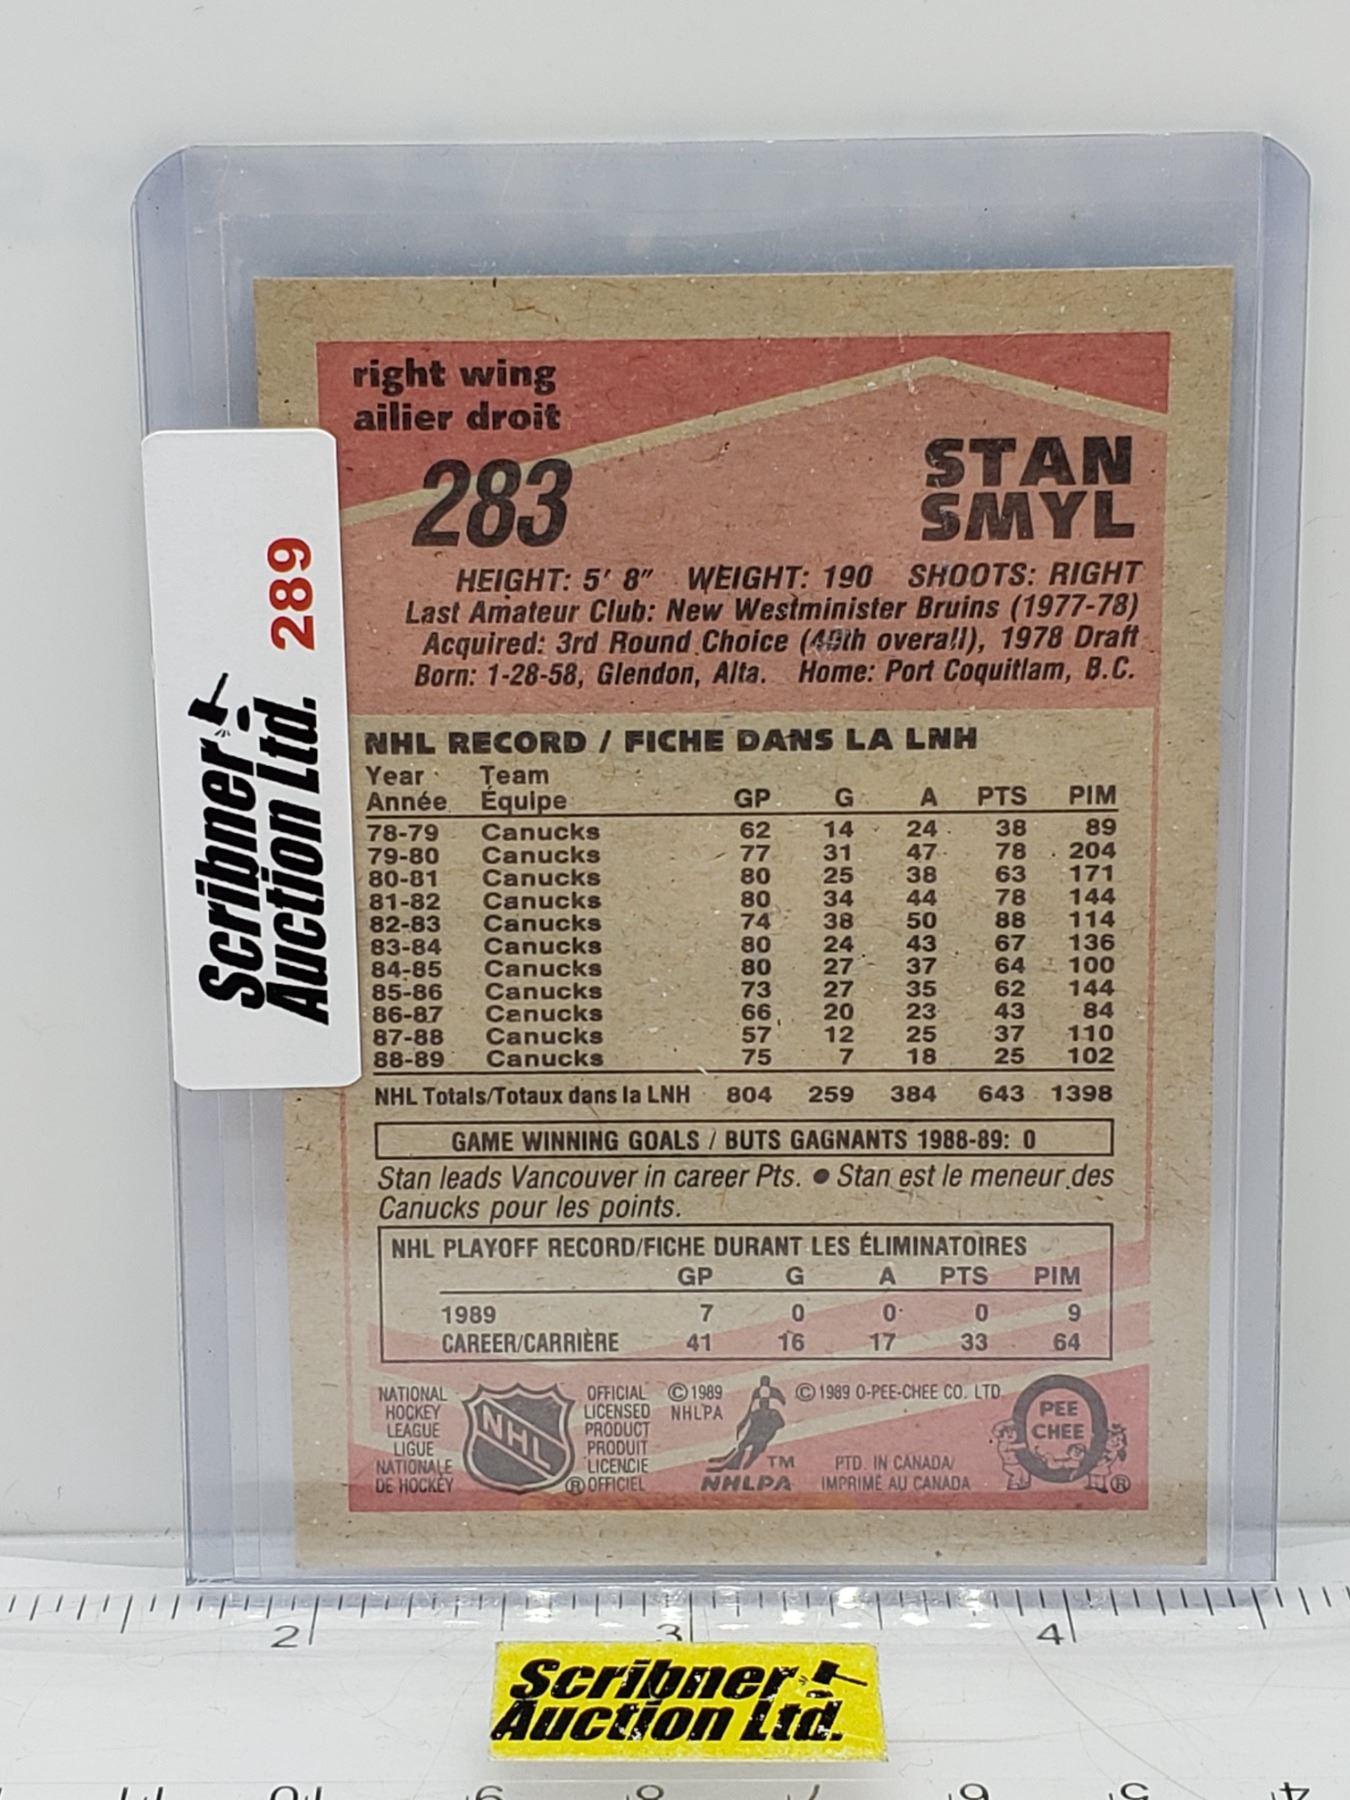 right wing
ailier droit
283
STAN
SMYL
HEIGHT: 5' 8" WEIGHT: 190 SHOOTS: RIGHT
Last Amateur Club: New Westminister Bruins (1977-78)
Acquired: 3rd Round Choice (40th overall), 1978 Draft
Born: 1-28-58, Glendon, Alta. Home: Port Coquitlam, B.C.
NHL RECORD / FICHE DANS LA LNH
Year Team
Année Équipe GP G A PTS PIM
78-79 Canucks 62 14 24 38 89
79-80 Canucks 77 31 47 78 204
80-81 Canucks 80 25 38 63 171
81-82 Canucks 80 34 44 78 144
82-83 Canucks 74 38 50 88 114
83-84 Canucks 80 24 43 67 136
84-85 Canucks 80 27 37 64 100
85-86 Canucks 73 27 35 62 144
86-87 Canucks 66 20 23 43 84
87-88 Canucks 57 12 25 37 110
88-89 Canucks 75 7 18 25 102
NHL Totals/Totaux dans la LNH 804 259 384 643 1398
GAME WINNING GOALS / BUTS GAGNANTS 1988-89: 0
Stan leads Vancouver in career Pts. ● Stan est le meneur des
Canucks pour les points.
NHL PLAYOFF RECORD/FICHE DURANT LES ÉLIMINATOIRES
GP G A PTS PIM
1989 7 0 0 0 9
CAREER/CARRIÈRE 41 16 17 33 64
NATIONAL
HOCKEY
LEAGUE
LIGUE
NATIONALE
DE HOCKEY
NHL
®
OFFICIAL
LICENSED
PRODUCT
PRODUIT
LICENCIE
OFFICIEL
© 1989
NHLPA
TM
NHLPA
© 1989 O-PEE-CHEE CO. LTD.
PTD. IN CANADA/
IMPRIMÉ AU CANADA
PEE
CHEE
®
Scribner
Auction Ltd.
289
2 3 4
Scribner
Auction Ltd.
11 10 9 8 7 6 5 4